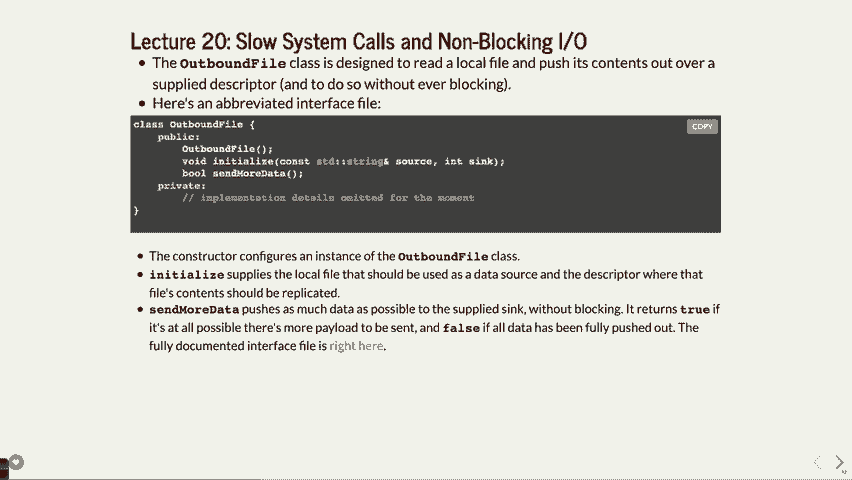 Lecture 20: Slow System Calls and Non-Blocking I/O
• The OutboundFile class is designed to read a local file and push its contents out over a
supplied descriptor (and to do so without ever blocking).
• Here's an abbreviated interface file:
class OutboundFile {
COPY
public:
OutboundFile();
void initialize(const std::string& source, int sink);
bool sendMoreData();
private:
// implementation details omitted for the moment
}
• The constructor configures an instance of the OutboundFile class.
• initialize supplies the local file that should be used as a data source and the descriptor where that
file's contents should be replicated.
• sendMoreData pushes as much data as possible to the supplied sink, without blocking. It returns true if
it's at all possible there's more payload to be sent, and false if all data has been fully pushed out. The
fully documented interface file is right here.